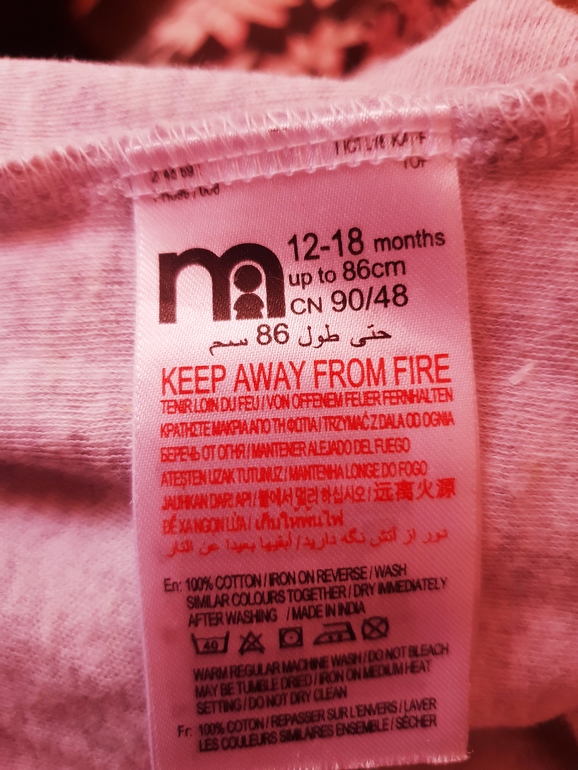 12-18 months
up to 86cm
CN 90/48
حتى طول 86 سم
KEEP AWAY FROM FIRE
TENIR LOIN DU FEU / VON OFFENEM FEUER FERNHALTEN
ΚΡΑΤΗΣΤΕ ΜΑΚΡΙΑ ΑΠΟ ΤΗ ΦΩΤΙΑ / TRZYMAĆ Z DALA OD OGNIA
БЕРЕЧЬ ОТ ОГНЯ / MANTENER ALEJADO DEL FUEGO
ATEŞTEN UZAK TUTUNUZ / MANTENHA LONGE DO FOGO
JAUHKAN DARI API / 불에서 멀리 하십시오 / 远离火源
ĐỂ XA NGỌN LỬA / เก็บให้พ้นไฟ
دور از آتش نگه دارید / أبقيها بعيدا عن النار
En: 100% COTTON / IRON ON REVERSE / WASH
SIMILAR COLOURS TOGETHER / DRY IMMEDIATELY
AFTER WASHING / MADE IN INDIA
40
WARM REGULAR MACHINE WASH / DO NOT BLEACH
MAY BE TUMBLE DRIED / IRON ON MEDIUM HEAT
SETTING / DO NOT DRY CLEAN
Fr: 100% COTON / REPASSER SUR L'ENVERS / LAVER
LES COULEURS SIMILAIRES ENSEMBLE / SÉCHER